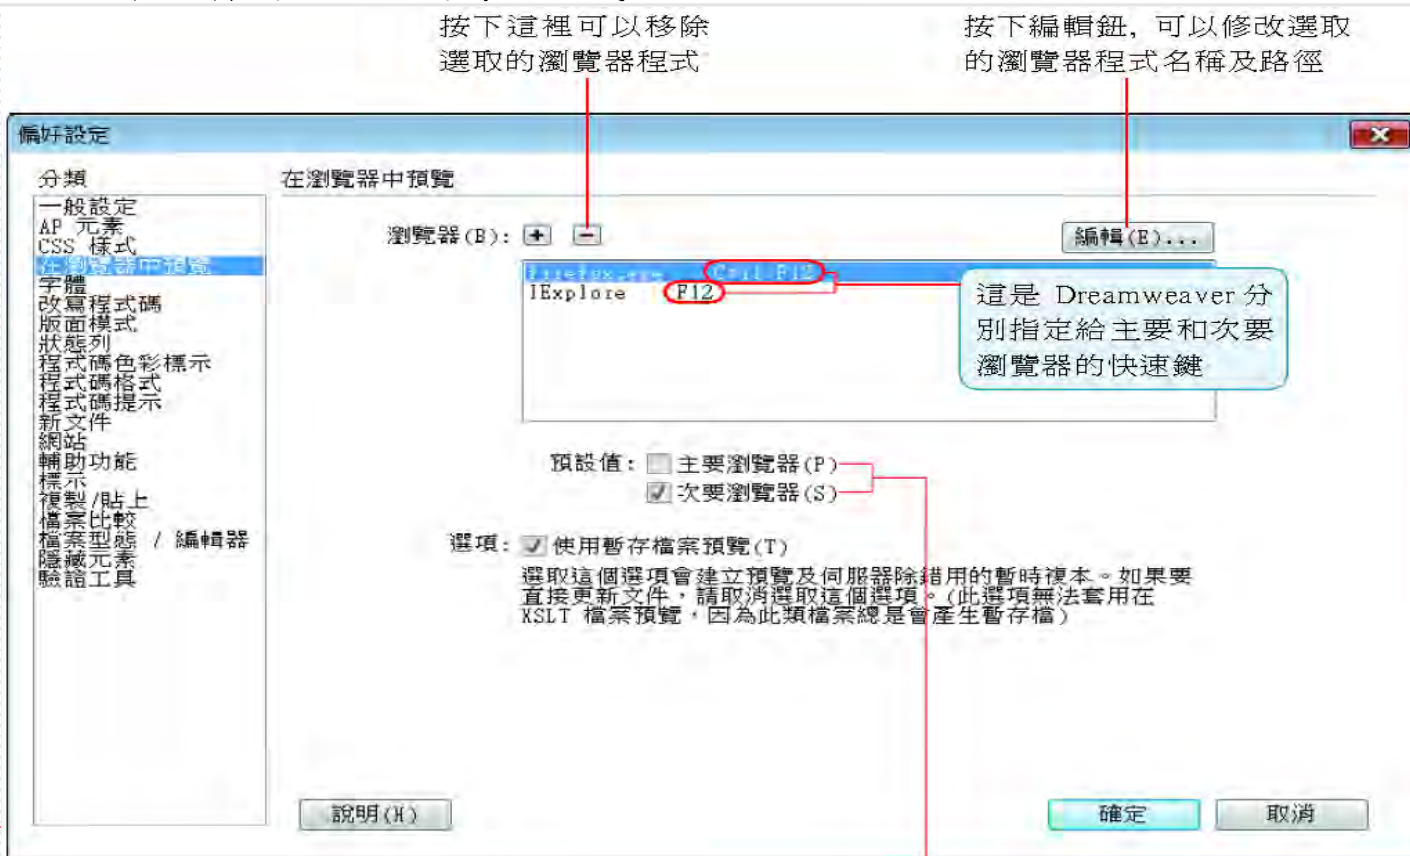 按下這裡可以移除
選取的瀏覽器程式
按下編輯鈕, 可以修改選取
的瀏覽器程式名稱及路徑
偏好設定
分類
一般設定
AP 元素
CSS 樣式
在瀏覽器中預覽
字體
改寫程式碼
版面模式
狀態列
程式碼色彩標示
程式碼格式
程式碼提示
新文件
網站
輔助功能
標示
複製/貼上
檔案比較
檔案型態 / 編輯器
隱藏元素
驗證工具
在瀏覽器中預覽
瀏覽器(B):
編輯(E)...
Firefox.exe Ctrl F12
IExplore F12
這是 Dreamweaver 分
別指定給主要和次要
瀏覽器的快速鍵
預設值: 主要瀏覽器(P)
次要瀏覽器(S)
選項: 使用暫存檔案預覽(T)
選取這個選項會建立預覽及伺服器除錯用的暫時複本。如果要
直接更新文件，請取消選取這個選項。(此選項無法套用在
XSLT 檔案預覽，因為此類檔案總是會產生暫存檔)
說明(H)
確定
取消